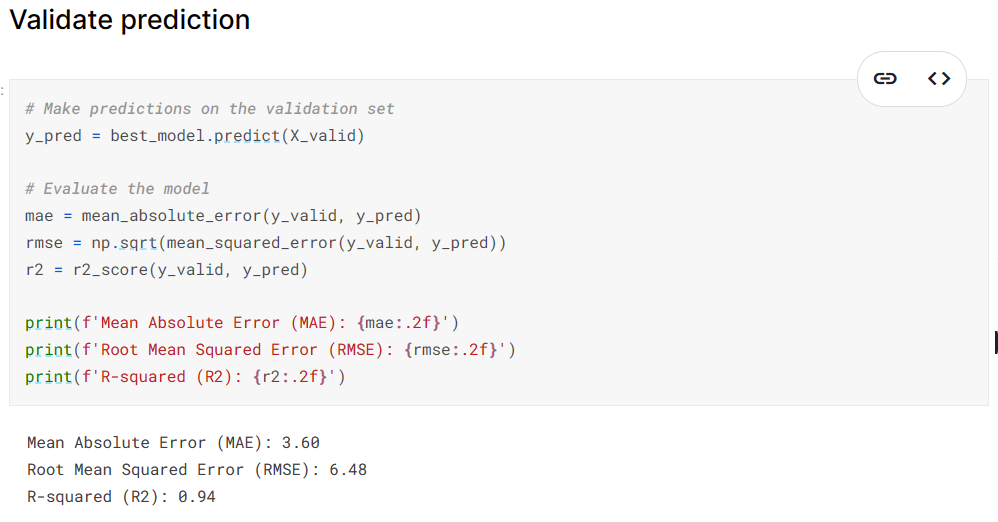 Validate prediction
:
# Make predictions on the validation set
y_pred = best_model.predict(X_valid)
# Evaluate the model
mae = mean_absolute_error(y_valid, y_pred)
rmse = np.sqrt(mean_squared_error(y_valid, y_pred))
r2 = r2_score(y_valid, y_pred)
print(f'Mean Absolute Error (MAE): {mae:.2f}')
print(f'Root Mean Squared Error (RMSE): {rmse:.2f}')
print(f'R-squared (R2): {r2:.2f}')
Mean Absolute Error (MAE): 3.60
Root Mean Squared Error (RMSE): 6.48
R-squared (R2): 0.94